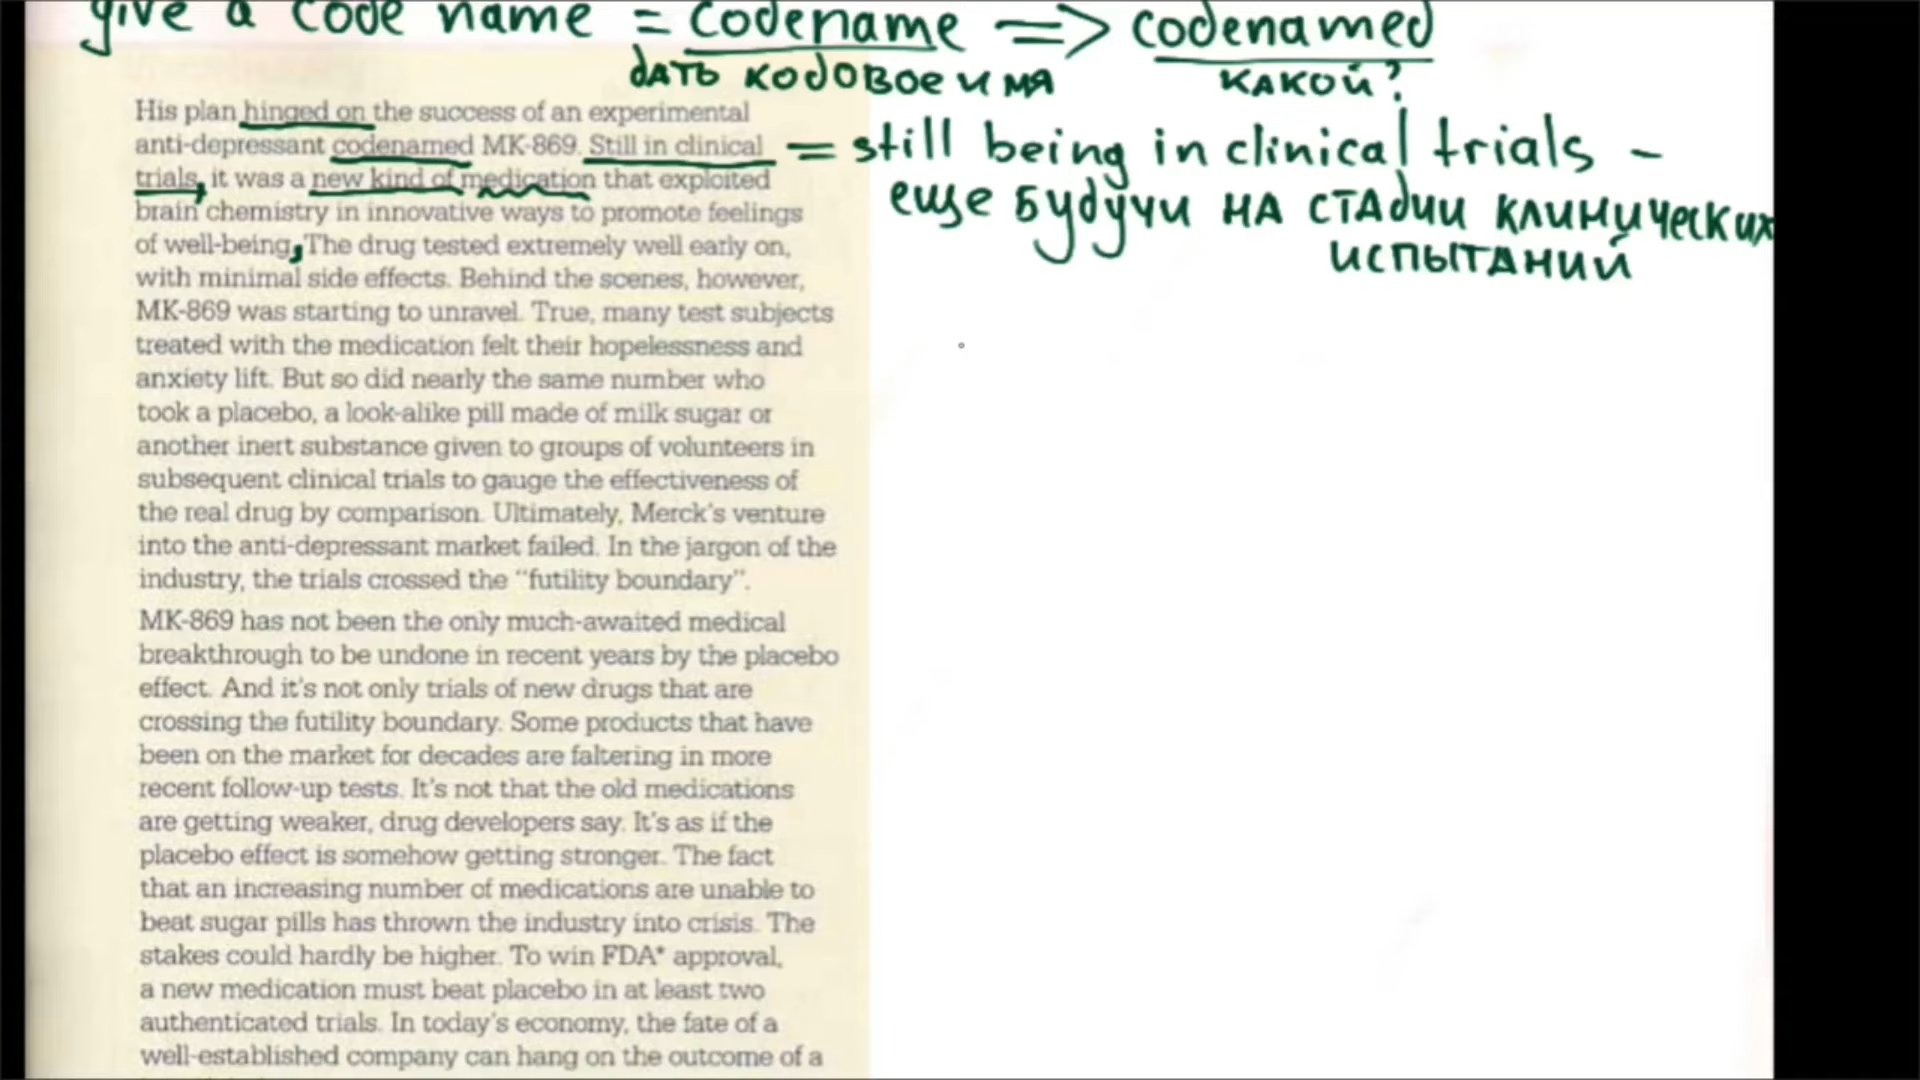 give a code name = codename => codenamed
дать кодовое имя какой?
His plan hinged on the success of an experimental
anti-depressant codenamed MK-869. Still in clinical = still being in clinical trials -
trials, it was a new kind of medication that exploited
brain chemistry in innovative ways to promote feelings
еще будучи на стадии клинических
испытаний
of well-being, The drug tested extremely well early on,
with minimal side effects. Behind the scenes, however,
MK-869 was starting to unravel. True, many test subjects
treated with the medication felt their hopelessness and
anxiety lift. But so did nearly the same number who
took a placebo, a look-alike pill made of milk sugar or
another inert substance given to groups of volunteers in
subsequent clinical trials to gauge the effectiveness of
the real drug by comparison. Ultimately, Merck's venture
into the anti-depressant market failed. In the jargon of the
industry, the trials crossed the "futility boundary".
MK-869 has not been the only much-awaited medical
breakthrough to be undone in recent years by the placebo
effect. And it's not only trials of new drugs that are
crossing the futility boundary. Some products that have
been on the market for decades are faltering in more
recent follow-up tests. It's not that the old medications
are getting weaker, drug developers say. It's as if the
placebo effect is somehow getting stronger. The fact
that an increasing number of medications are unable to
beat sugar pills has thrown the industry into crisis. The
stakes could hardly be higher. To win FDA* approval,
a new medication must beat placebo in at least two
authenticated trials. In today's economy, the fate of a
well-established company can hang on the outcome of a